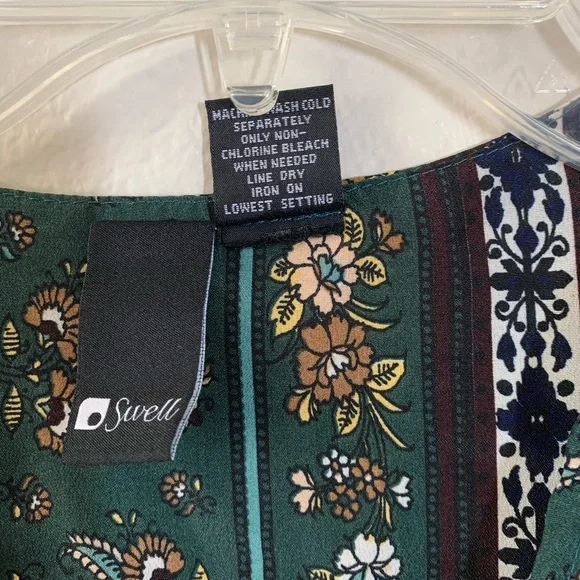 MACHINE WASH COLD
SEPARATELY
ONLY NON-
CHLORINE BLEACH
WHEN NEEDED
LINE DRY
IRON ON
LOWEST SETTING
Swell